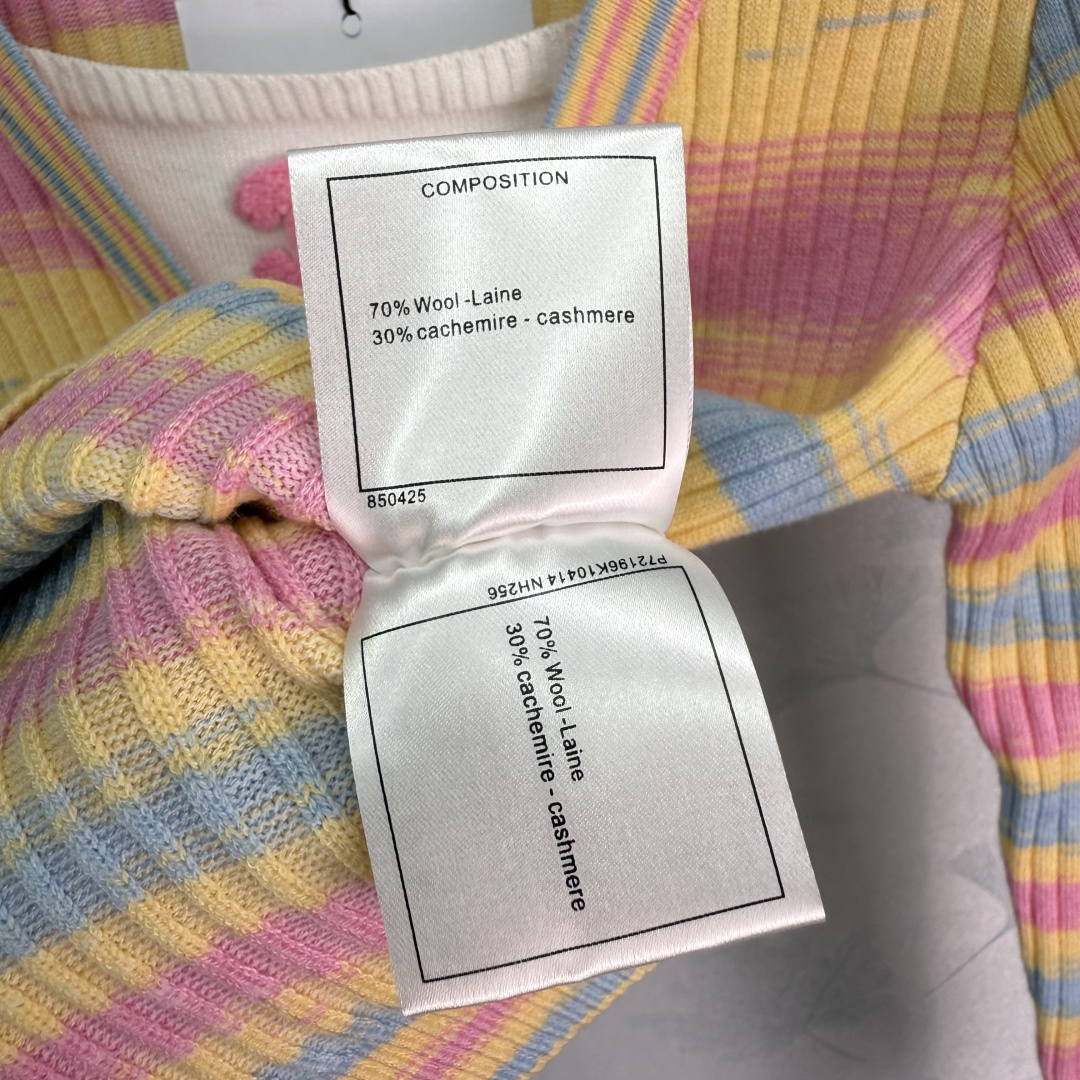 COMPOSITION
70% Wool -Laine
30% cachemire - cashmere
850425
P72196K10414 NH256
70% Wool -Laine
30% cachemire - cashmere